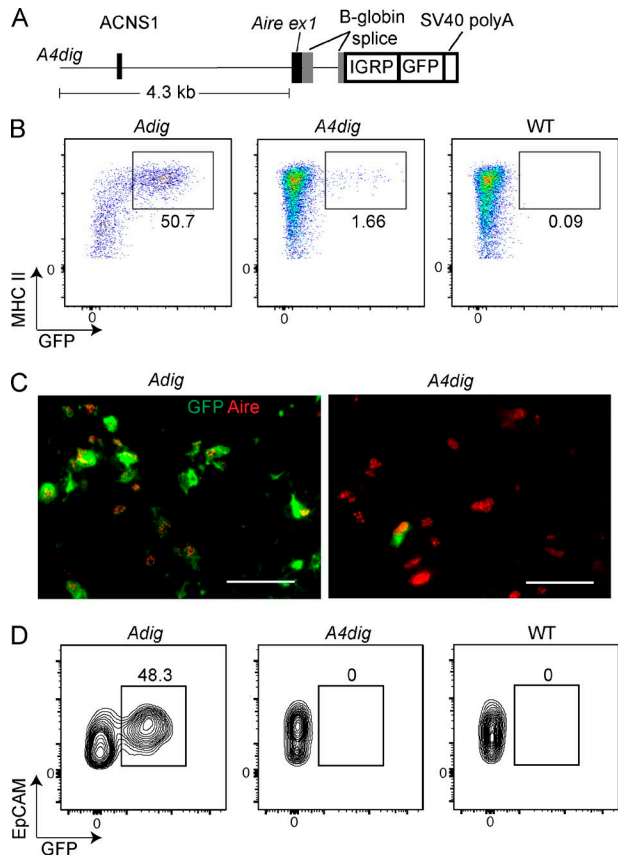 A
ACNS1
Aire ex1
B-globin
splice
SV40 polyA
A4dig
IGRP
GFP
4.3 kb
B
Adig
A4dig
WT
50.7
1.66
0.09
0
0
0
0
MHC II
GFP
C
Adig
A4dig
GFP Aire
D
Adig
A4dig
WT
48.3
0
0
0
0
0
0
EpCAM
GFP